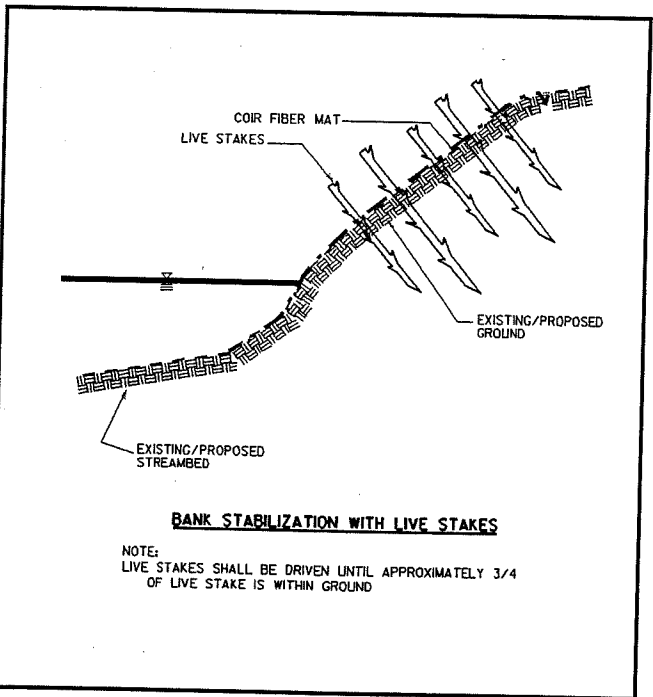 COIR FIBER MAT
LIVE STAKES
EXISTING/PROPOSED
GROUND
EXISTING/PROPOSED
STREAMBED
BANK STABILIZATION WITH LIVE STAKES
NOTE:
LIVE STAKES SHALL BE DRIVEN UNTIL APPROXIMATELY 3/4
OF LIVE STAKE IS WITHIN GROUND